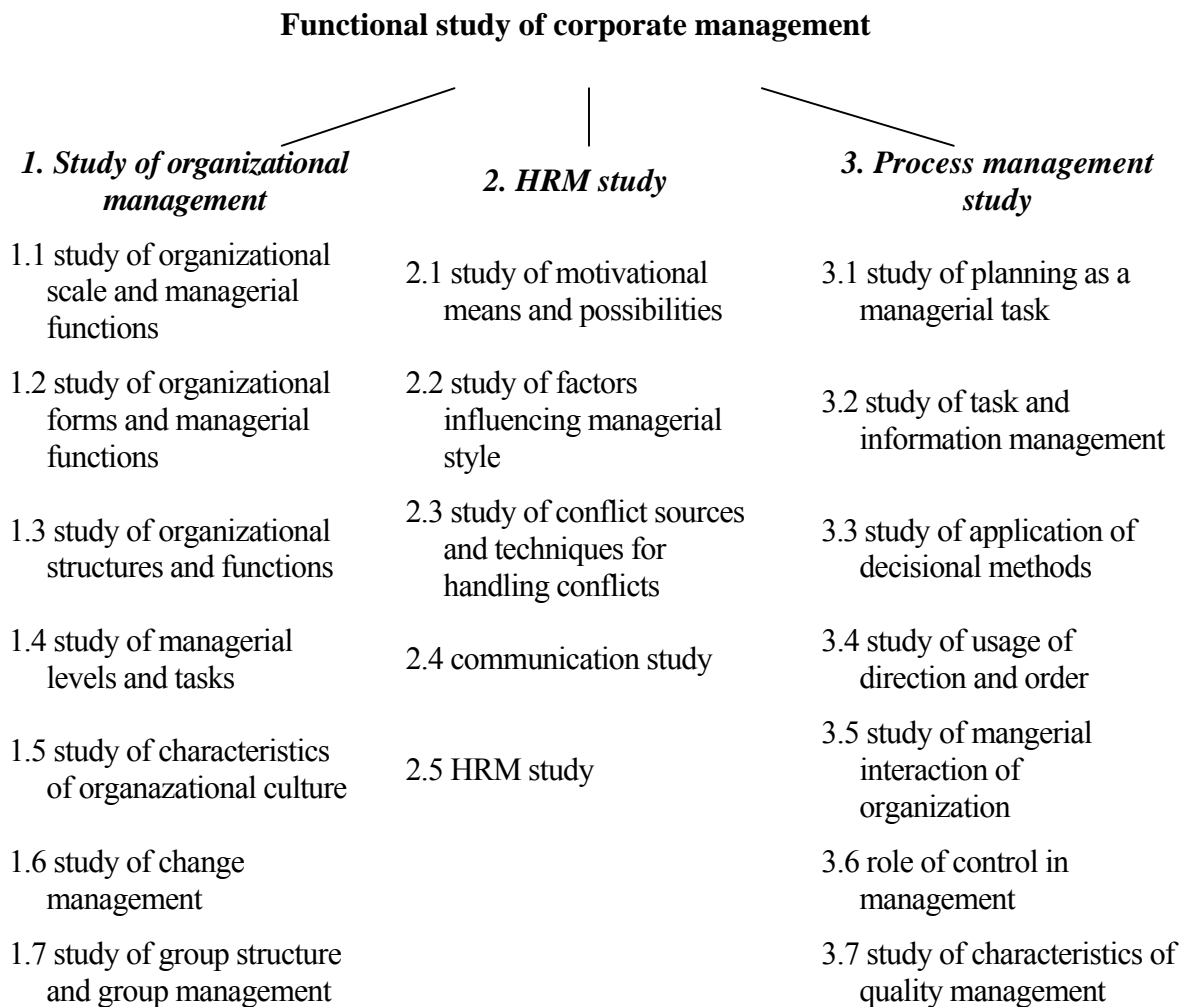 Functional study of corporate management
1. Study of organizational
management
1.1 study of organizational
scale and managerial
functions
1.2 study of organizational
forms and managerial
functions
1.3 study of organizational
structures and functions
1.4 study of managerial
levels and tasks
1.5 study of characteristics
of organazational culture
1.6 study of change
management
1.7 study of group structure
and group management
2. HRM study
2.1 study of motivational
means and possibilities
2.2 study of factors
influencing managerial
style
2.3 study of conflict sources
and techniques for
handling conflicts
2.4 communication study
2.5 HRM study
3. Process management
study
3.1 study of planning as a
managerial task
3.2 study of task and
information management
3.3 study of application of
decisional methods
3.4 study of usage of
direction and order
3.5 study of mangerial
interaction of
organization
3.6 role of control in
management
3.7 study of characteristics of
quality management